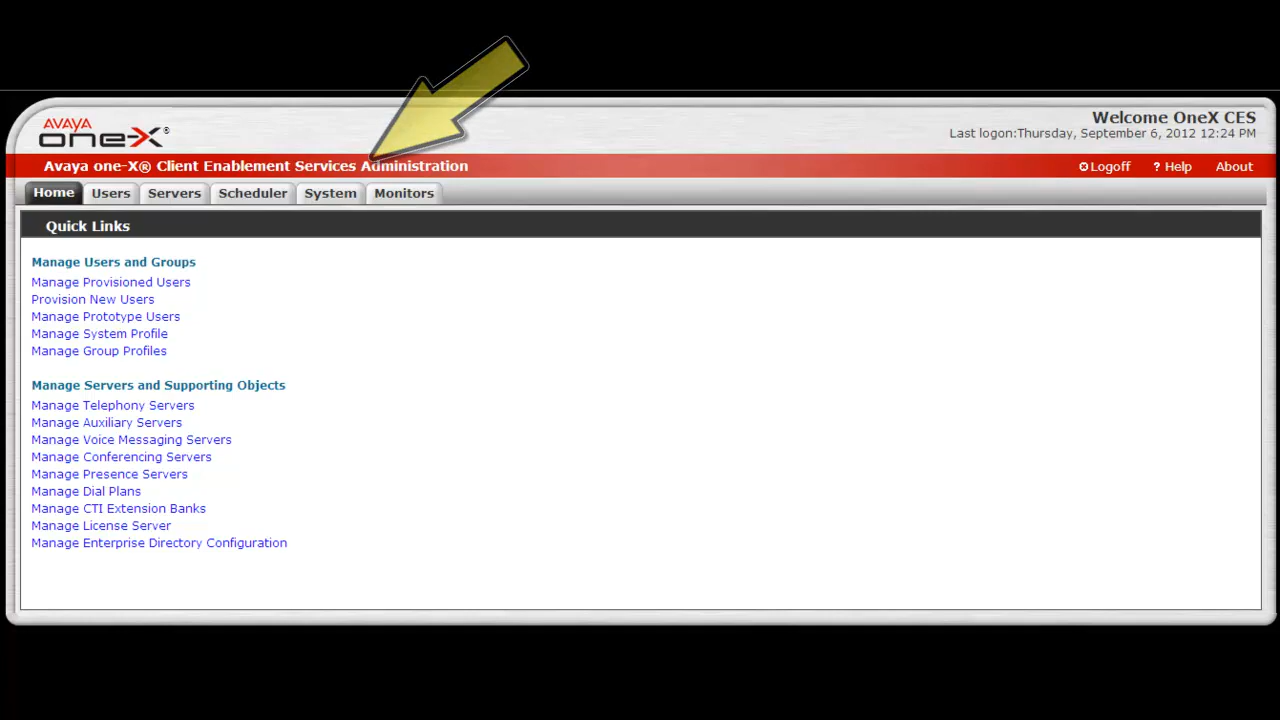 AVAYA
one-X®
Welcome OneX CES
Last logon:Thursday, September 6, 2012 12:24 PM
Avaya one-X® Client Enablement Services Administration
Logoff
? Help
About
Home
Users
Servers
Scheduler
System
Monitors
Quick Links
Manage Users and Groups
Manage Provisioned Users
Provision New Users
Manage Prototype Users
Manage System Profile
Manage Group Profiles
Manage Servers and Supporting Objects
Manage Telephony Servers
Manage Auxiliary Servers
Manage Voice Messaging Servers
Manage Conferencing Servers
Manage Presence Servers
Manage Dial Plans
Manage CTI Extension Banks
Manage License Server
Manage Enterprise Directory Configuration